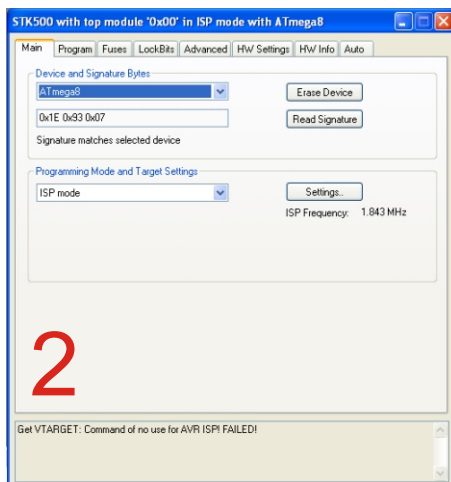 STK500 with top module '0x00' in ISP mode with ATmega8
Main Program Fuses LockBits Advanced HW Settings HW Info Auto
Device and Signature Bytes
ATmega8 Erase Device
0x1E 0x93 0x07 Read Signature
Signature matches selected device
Programming Mode and Target Settings
ISP mode Settings..
ISP Frequency: 1.843 MHz
2
Get VTARGET: Command of no use for AVR ISP! FAILED!